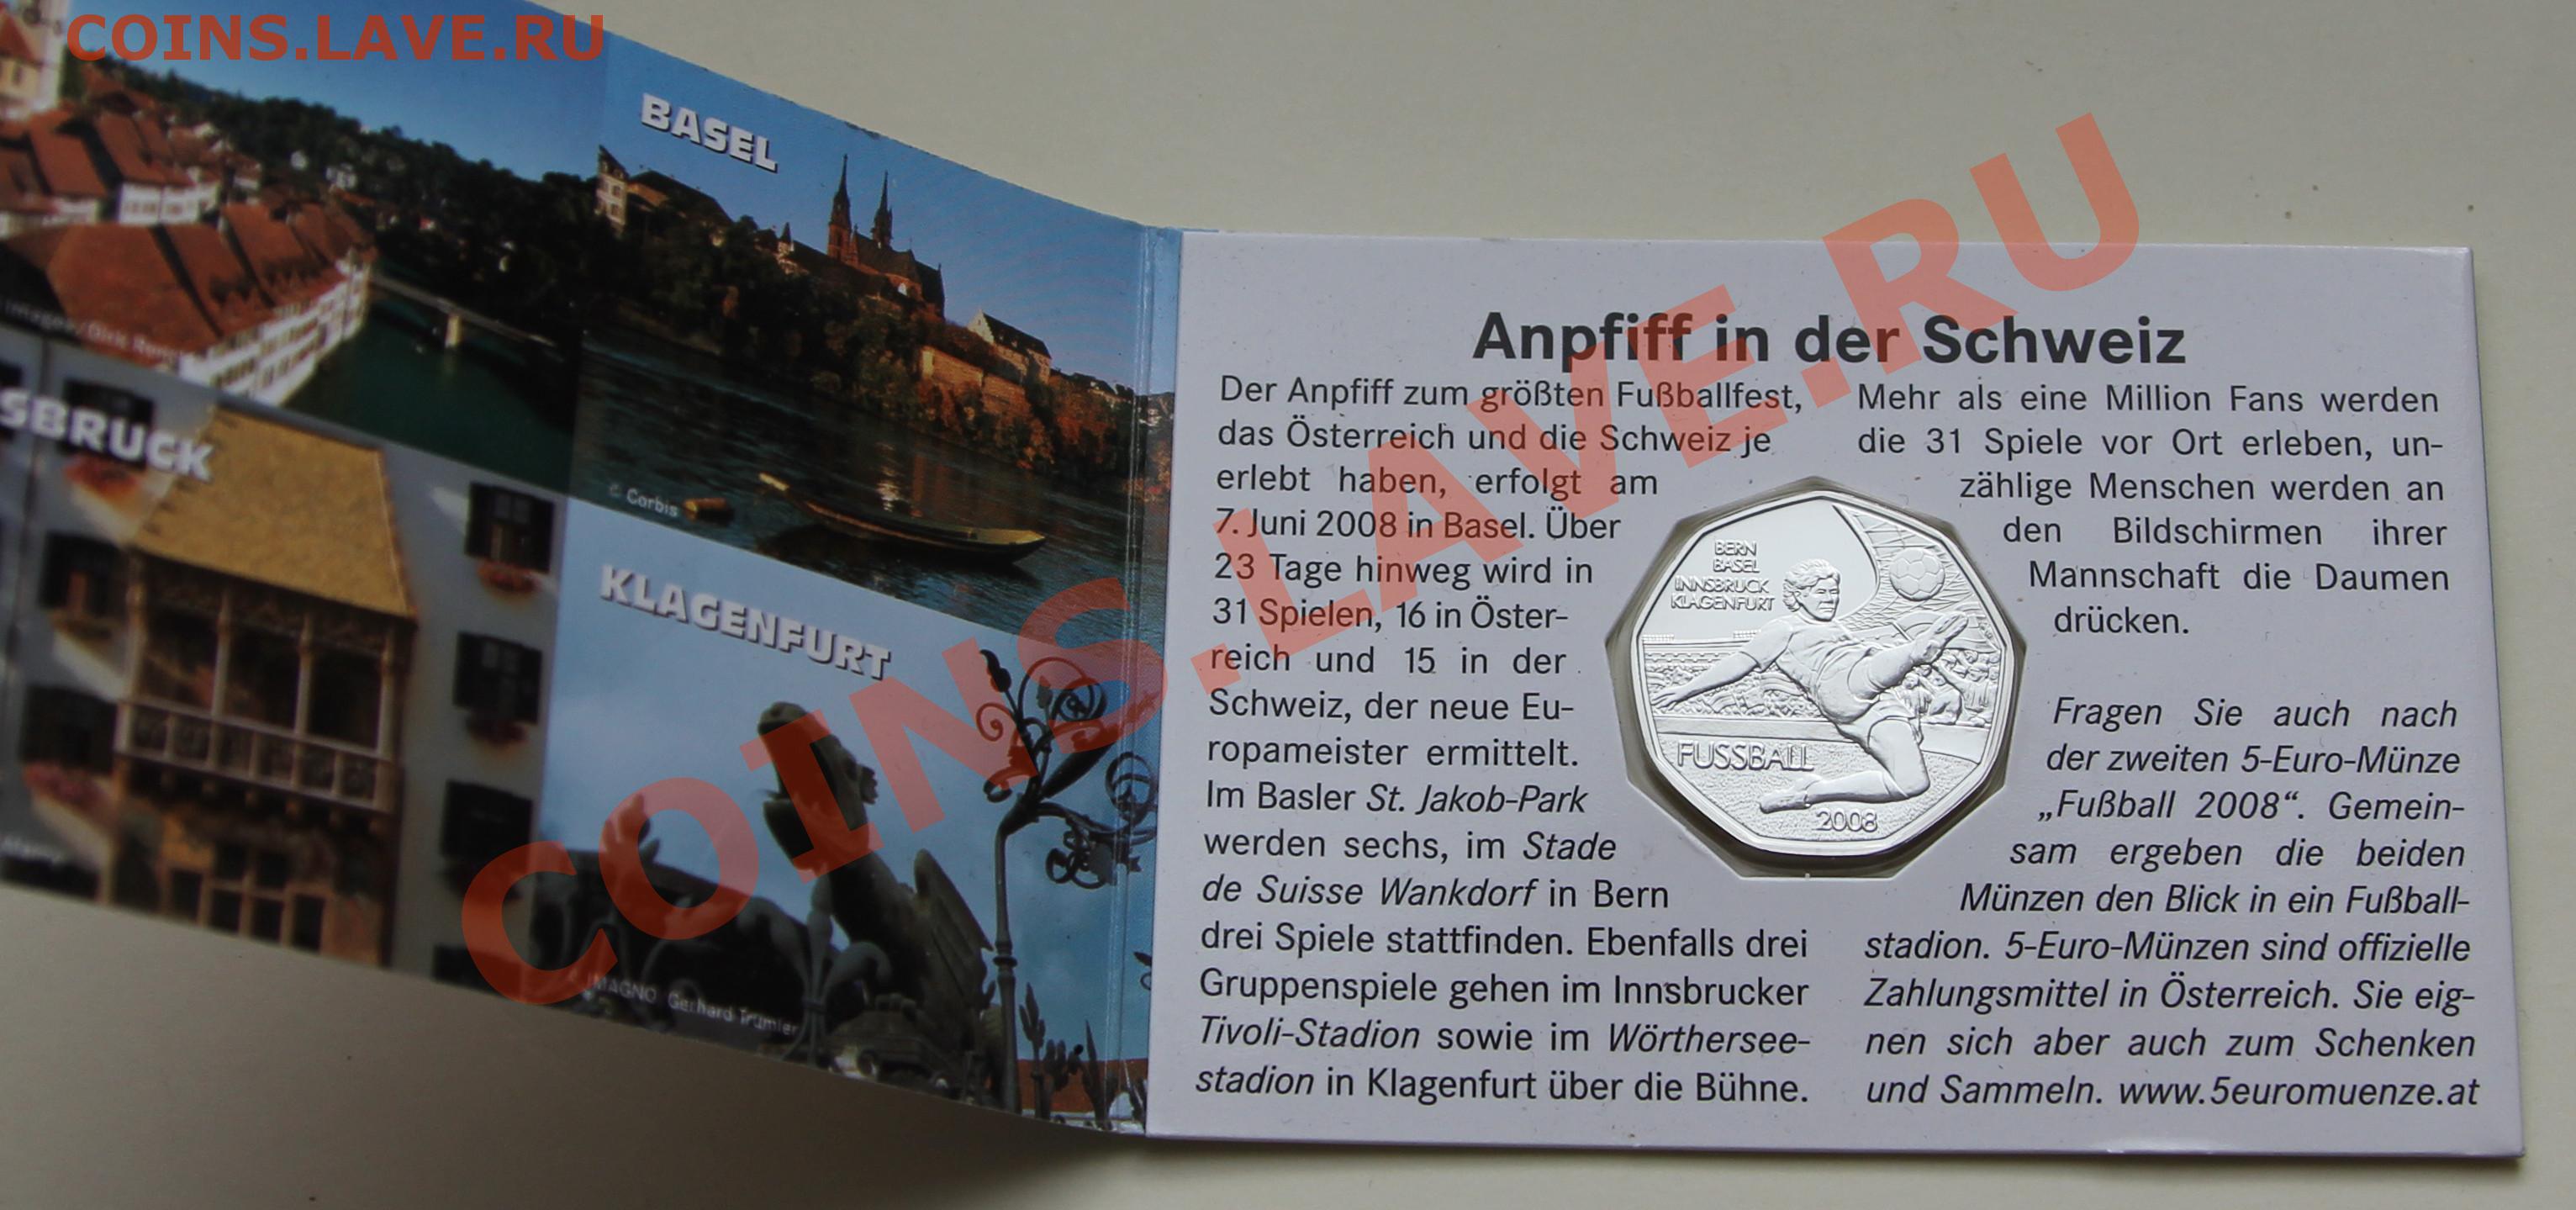 COINS.LAVE.RU
BASEL
© Corbis
SBRUCK
KLAGENFURT
IMAGNO Gerhard Trumler
COINS.LAVE.RU
Anpfiff in der Schweiz
Der Anpfiff zum größten Fußballfest,
das Österreich und die Schweiz je
erlebt haben, erfolgt am
7. Juni 2008 in Basel. Über
23 Tage hinweg wird in
31 Spielen, 16 in Öster-
reich und 15 in der
Schweiz, der neue Eu-
ropameister ermittelt.
Im Basler St. Jakob-Park
werden sechs, im Stade
de Suisse Wankdorf in Bern
drei Spiele stattfinden. Ebenfalls drei
Gruppenspiele gehen im Innsbrucker
Tivoli-Stadion sowie im Wörthersee-
stadion in Klagenfurt über die Bühne.
Mehr als eine Million Fans werden
die 31 Spiele vor Ort erleben, un-
zählige Menschen werden an
den Bildschirmen ihrer
Mannschaft die Daumen
drücken.
Fragen Sie auch nach
der zweiten 5-Euro-Münze
„Fußball 2008“. Gemein-
sam ergeben die beiden
Münzen den Blick in ein Fußball-
stadion. 5-Euro-Münzen sind offizielle
Zahlungsmittel in Österreich. Sie eig-
nen sich aber auch zum Schenken
und Sammeln. www.5euromuenze.at
BERN
BASEL
INNSBRUCK
KLAGENFURT
FUSSBALL
2008